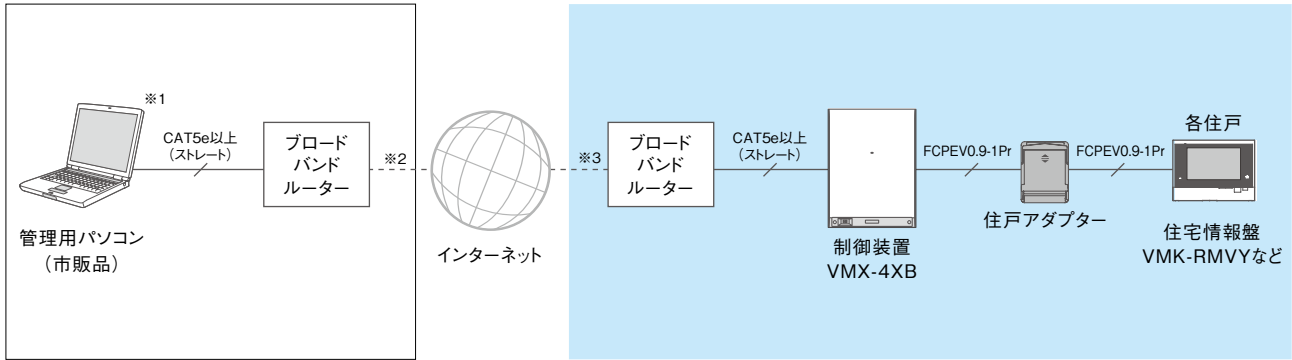 ※1
CAT5e以上
(ストレート)
管理用パソコン
(市販品)
ブロード
バンド
ルーター
※2
インターネット
※3
ブロード
バンド
ルーター
CAT5e以上
(ストレート)
制御装置
VMX-4XB
FCPEV0.9-1Pr
住戸アダプター
FCPEV0.9-1Pr
各住戸
住宅情報盤
VMK-RMVYなど